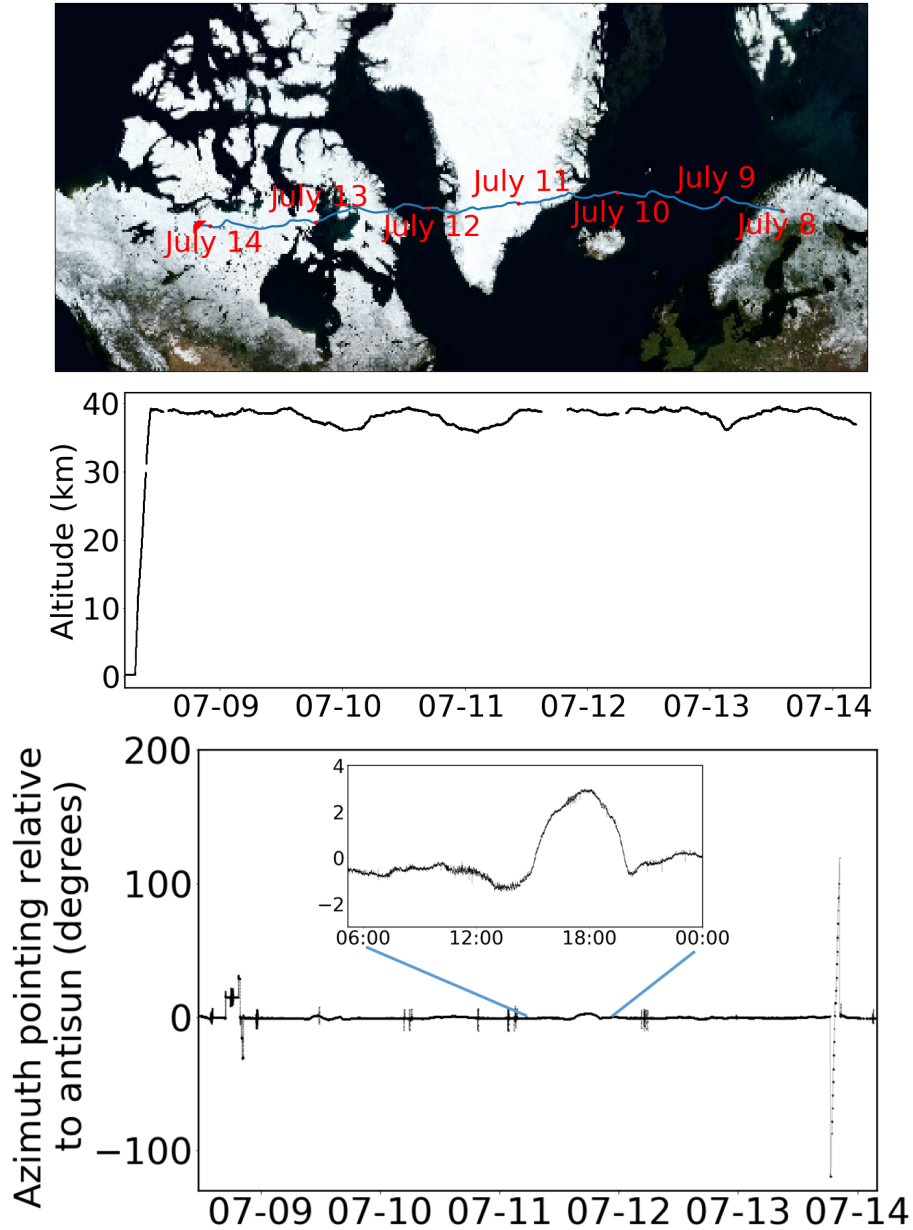 July 11
July 9
July 13
July 10
July 12
July 8
July 14
Altitude (km)
40
30
20
10
0
07-09 07-10 07-11 07-12 07-13 07-14
Azimuth pointing relative
to antisun (degrees)
200
100
0
−100
4
2
0
−2
06:00 12:00 18:00 00:00
07-09 07-10 07-11 07-12 07-13 07-14